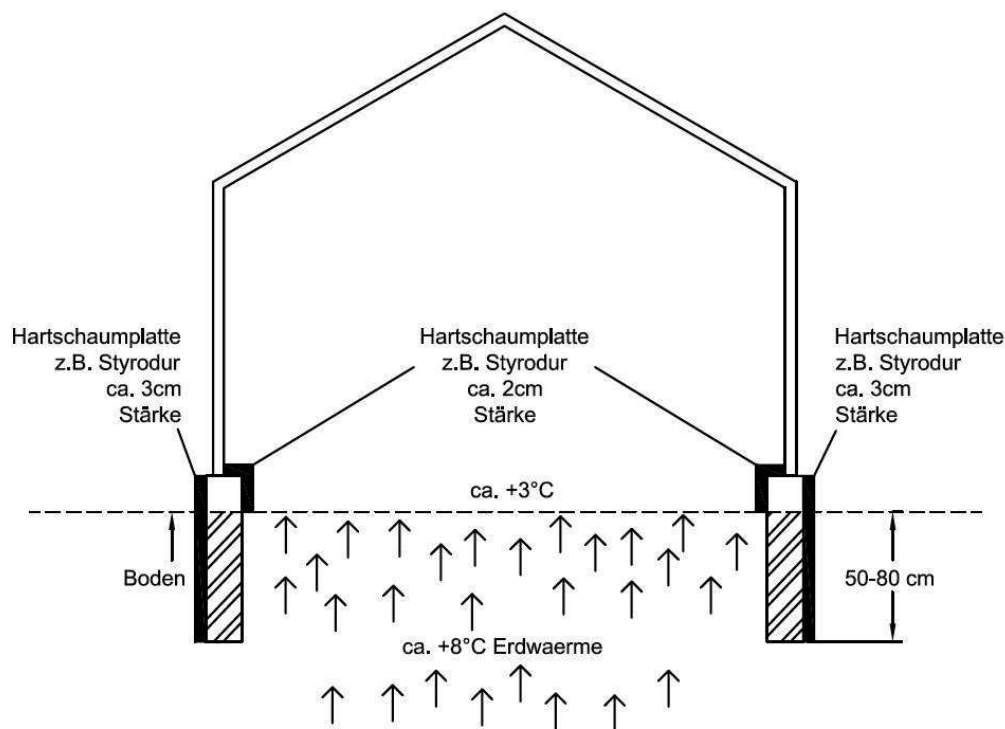 Hartschaumplatte
z.B. Styrodur
ca. 3cm
Stärke
Hartschaumplatte
z.B. Styrodur
ca. 2cm
Stärke
Hartschaumplatte
z.B. Styrodur
ca. 3cm
Stärke
ca. +3°C
Boden
50-80 cm
ca. +8°C Erdwaerme